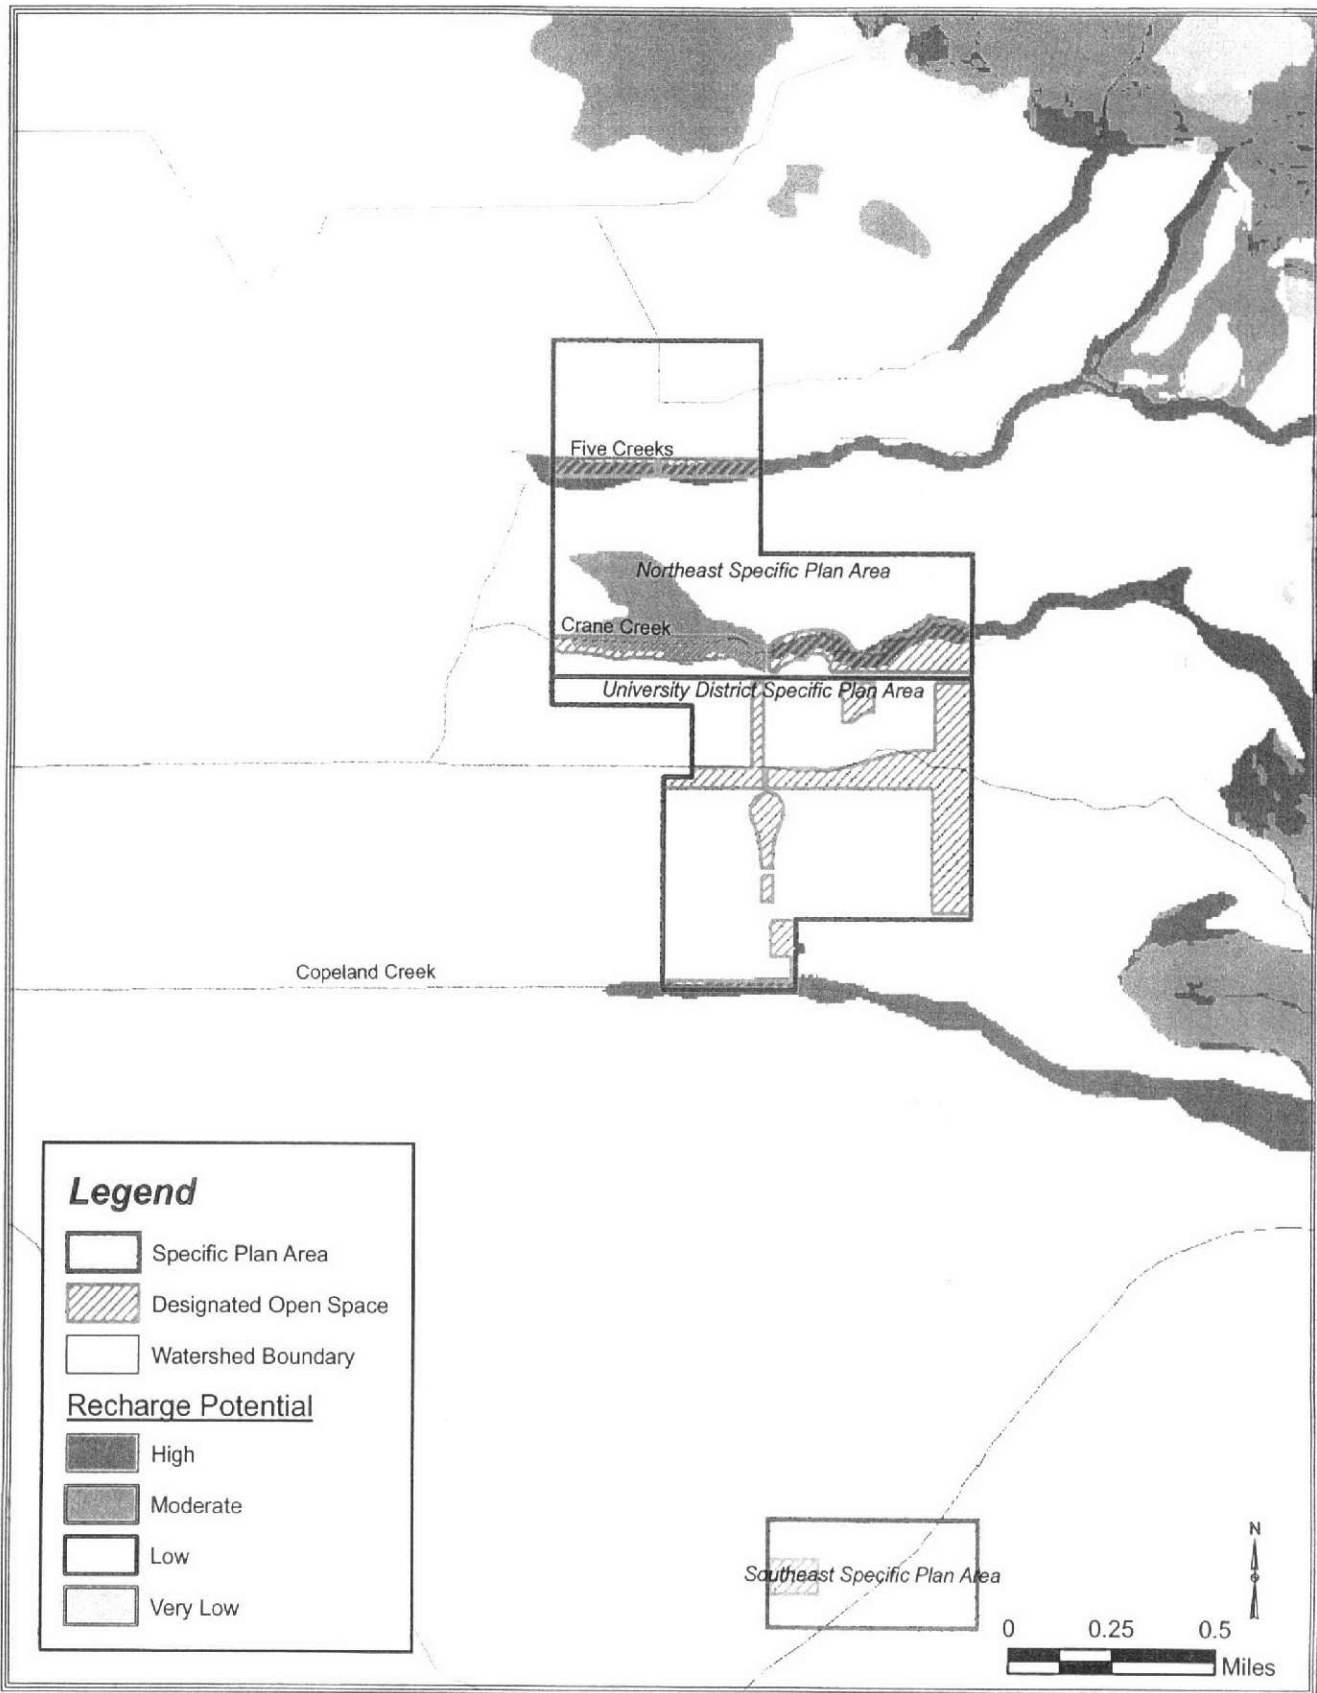 Five Creeks
Northeast Specific Plan Area
Crane Creek
University District Specific Plan Area
Copeland Creek
Legend
Specific Plan Area
Designated Open Space
Watershed Boundary
Recharge Potential
High
Moderate
Low
Very Low
Southeast Specific Plan Area
N
0 0.25 0.5
Miles